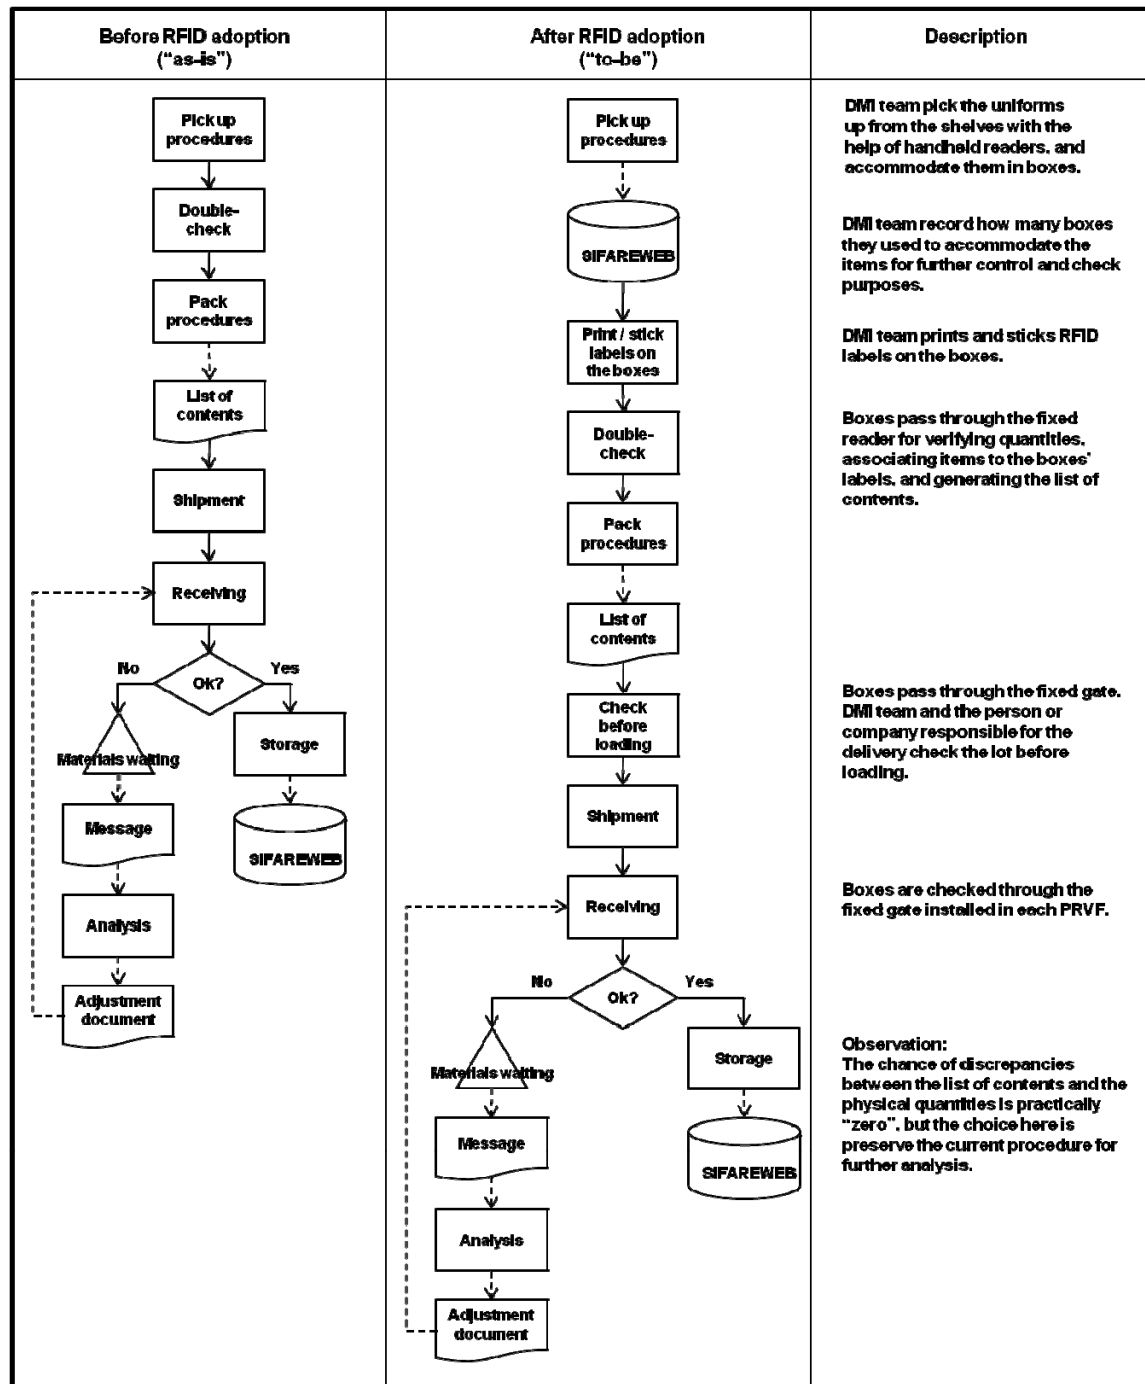 Before RFID adoption
("as-is")
After RFID adoption
("to-be")
Description
Pick up
procedures
Double-
check
Pack
procedures
List of
contents
Shipment
Receiving
No
Ok?
Yes
Materials waiting
Storage
Message
SIFAREWEB
Analysis
Adjustment
document
Pick up
procedures
SIFAREWEB
Print / stick
labels on
the boxes
Double-
check
Pack
procedures
List of
contents
Check
before
loading
Shipment
Receiving
No
Ok?
Yes
Materials waiting
Storage
Message
SIFAREWEB
Analysis
Adjustment
document
DMI team pick the uniforms
up from the shelves with the
help of handheld readers, and
accommodate them in boxes.
DMI team record how many boxes
they used to accommodate the
items for further control and check
purposes.
DMI team prints and sticks RFID
labels on the boxes.
Boxes pass through the fixed
reader for verifying quantities,
associating items to the boxes'
labels, and generating the list of
contents.
Boxes pass through the fixed gate.
DMI team and the person or
company responsible for the
delivery check the lot before
loading.
Boxes are checked through the
fixed gate installed in each PRVF.
Observation:
The chance of discrepancies
between the list of contents and the
physical quantities is practically
"zero", but the choice here is
preserve the current procedure for
further analysis.